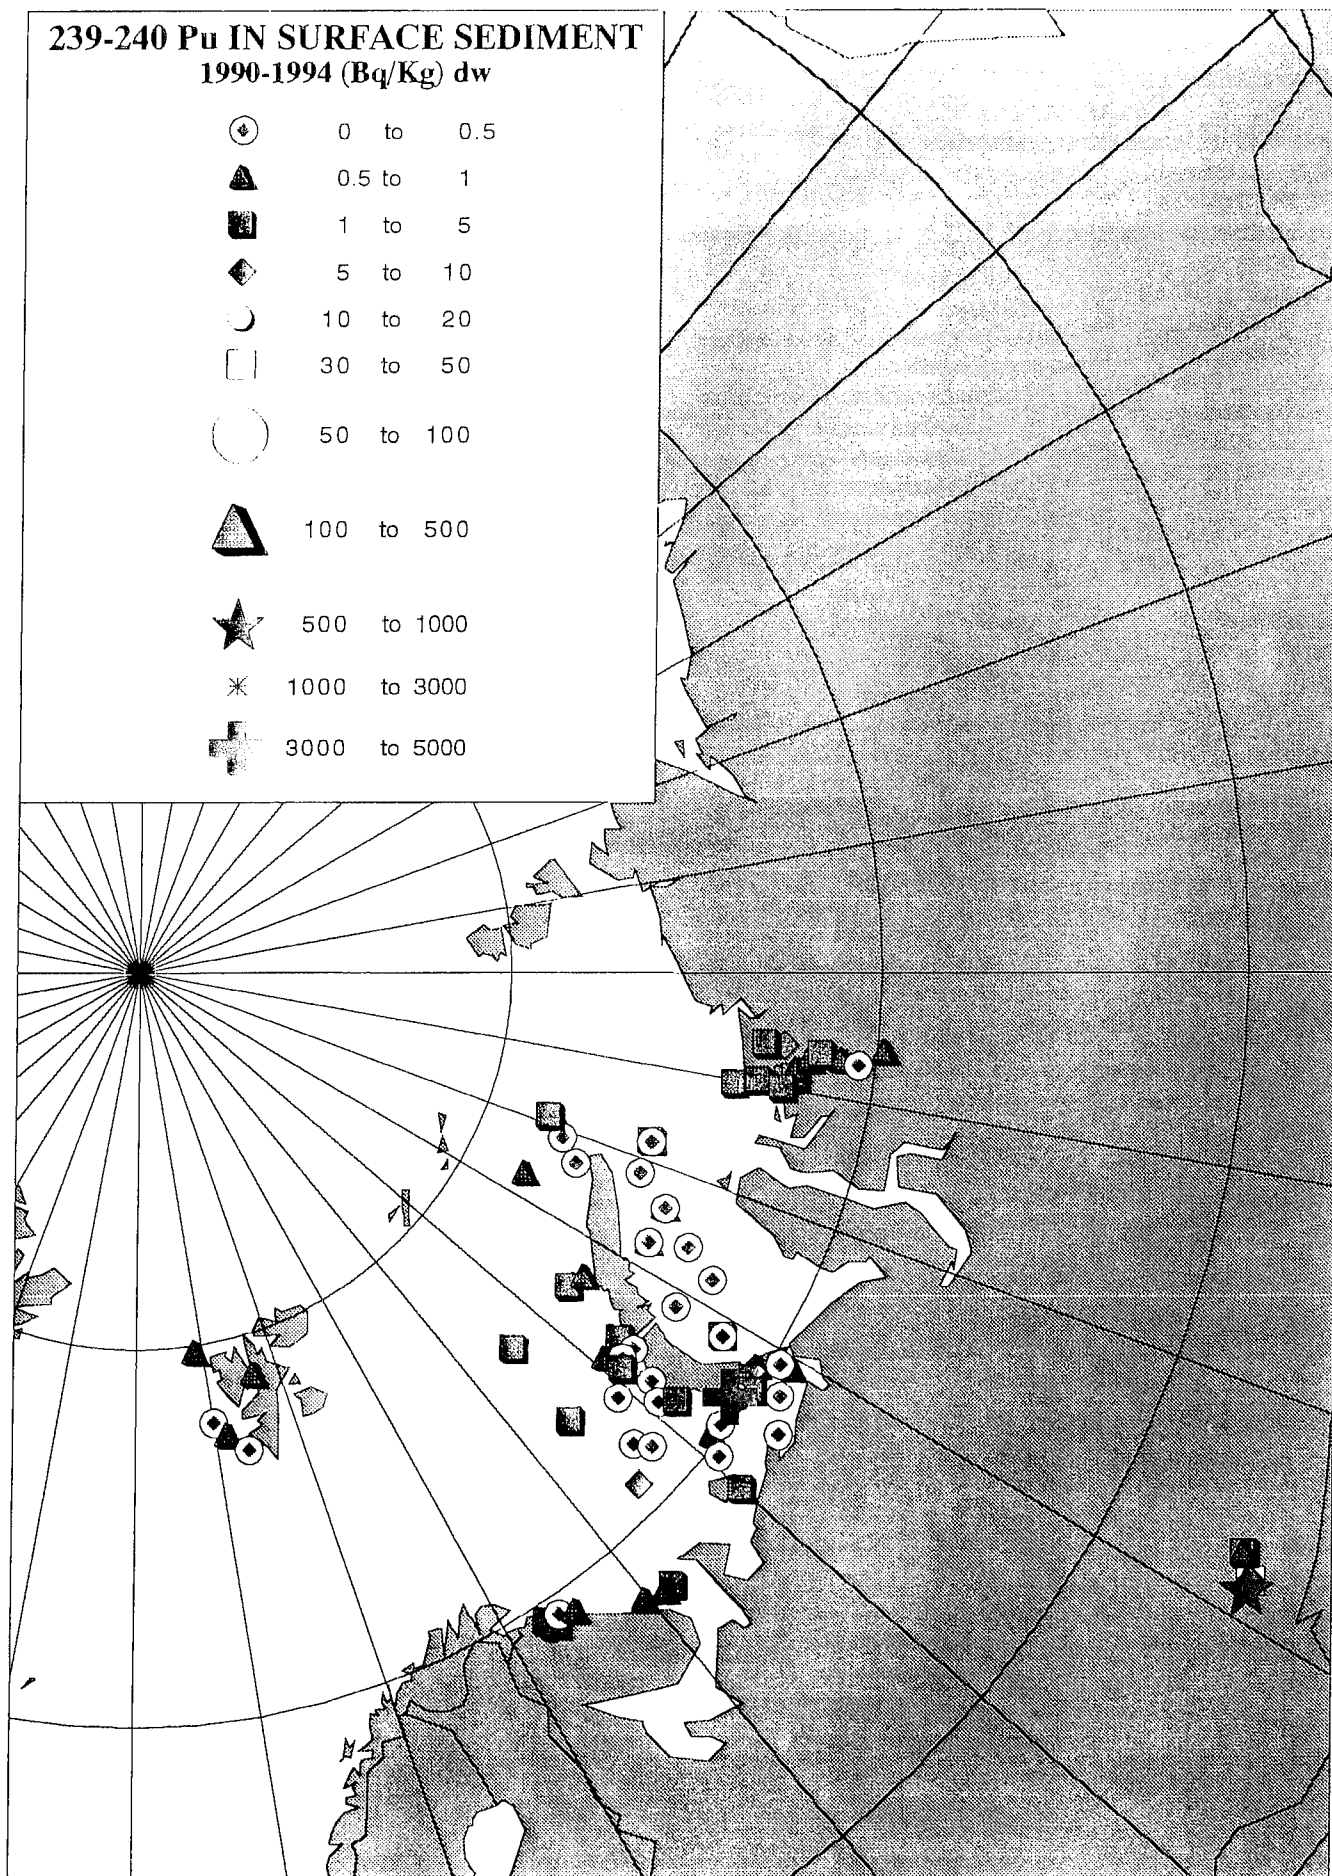 239-240 Pu IN SURFACE SEDIMENT
1990-1994 (Bq/Kg) dw
0 to 0.5
0.5 to 1
1 to 5
5 to 10
10 to 20
30 to 50
50 to 100
100 to 500
500 to 1000
1000 to 3000
3000 to 5000